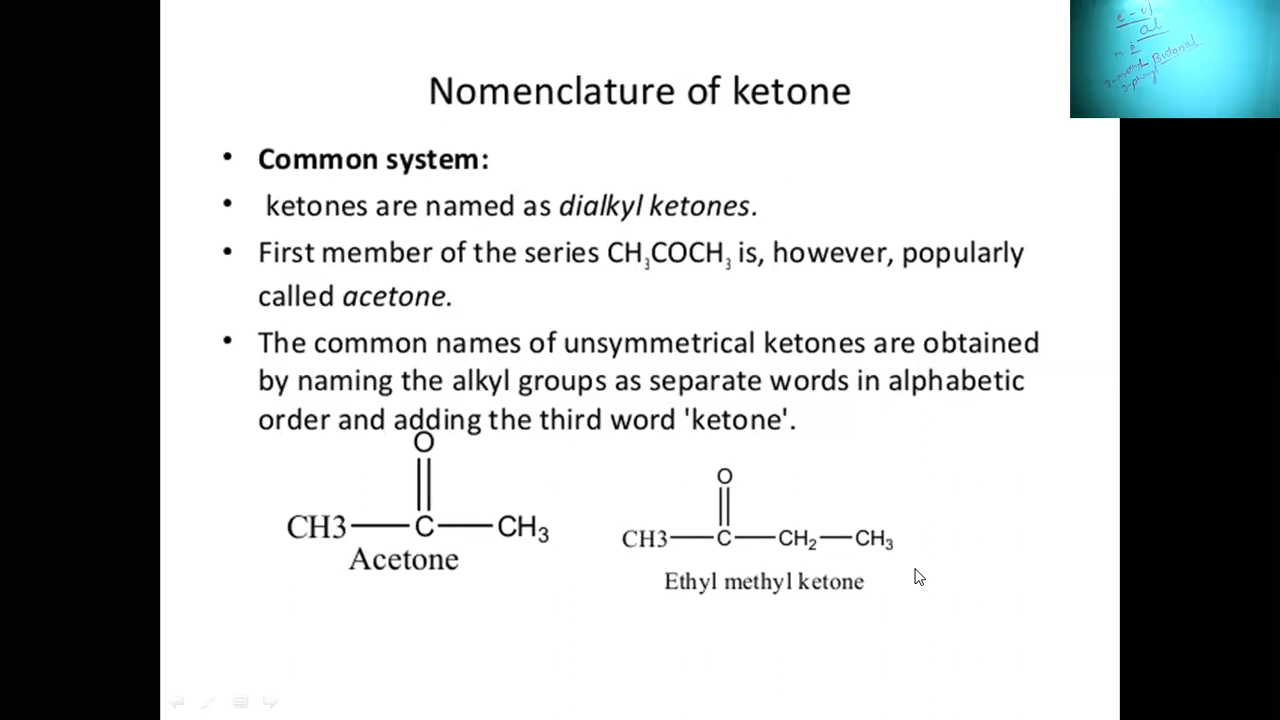 Nomenclature of ketone
• Common system:
• ketones are named as dialkyl ketones.
• First member of the series CH₃COCH₃ is, however, popularly
called acetone.
• The common names of unsymmetrical ketones are obtained
by naming the alkyl groups as separate words in alphabetic
order and adding the third word 'ketone'.
O
CH3—C—CH₃
Acetone
O
CH3—C—CH₂—CH₃
Ethyl methyl ketone
al
Butanal